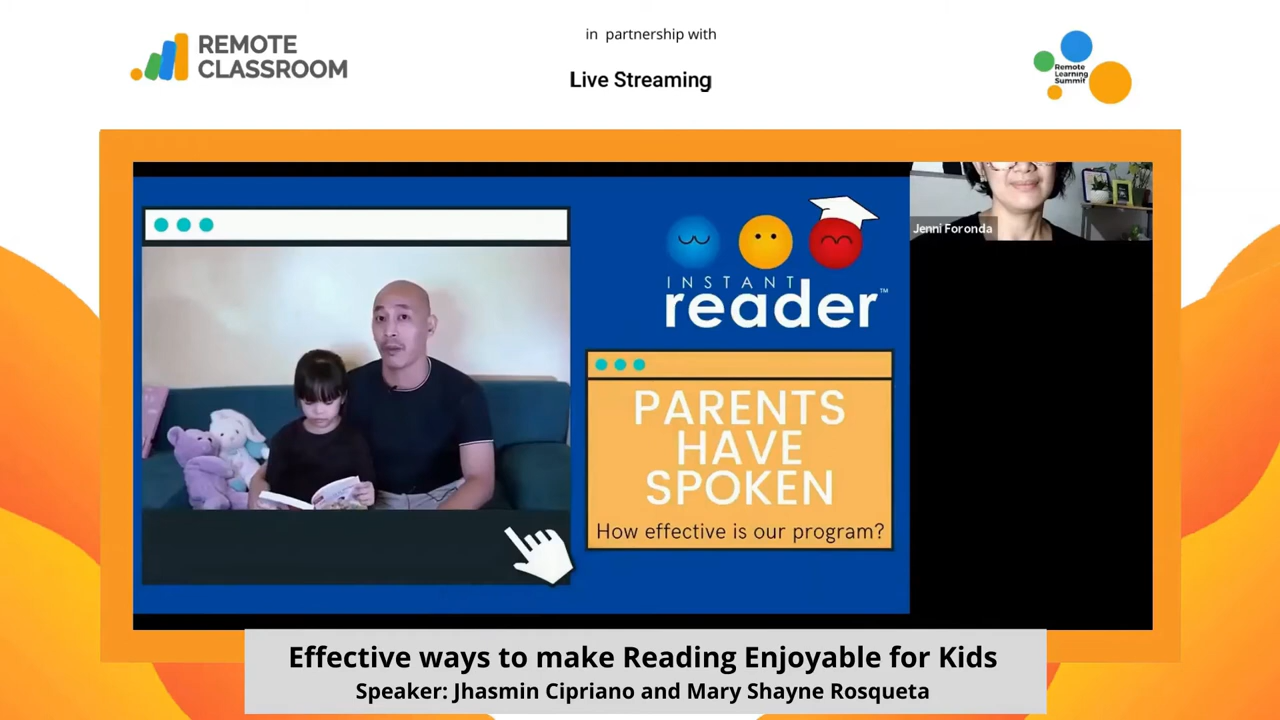 REMOTE
CLASSROOM
in partnership with
Live Streaming
Remote
Learning
Summit
INSTANT
reader™
Jenni Foronda
PARENTS
HAVE
SPOKEN
How effective is our program?
Effective ways to make Reading Enjoyable for Kids
Speaker: Jhasmin Cipriano and Mary Shayne Rosqueta